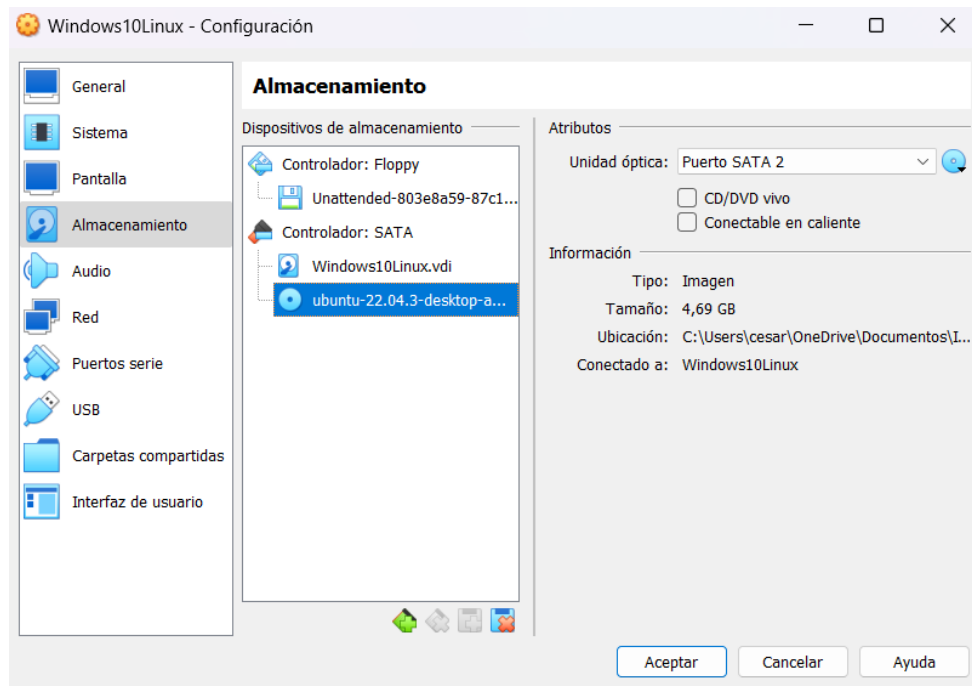 Windows10Linux - Configuración
General
Sistema
Pantalla
Almacenamiento
Audio
Red
Puertos serie
USB
Carpetas compartidas
Interfaz de usuario
Almacenamiento
Dispositivos de almacenamiento
Controlador: Floppy
Unattended-803e8a59-87c1...
Controlador: SATA
Windows10Linux.vdi
ubuntu-22.04.3-desktop-a...
Atributos
Unidad óptica: Puerto SATA 2
CD/DVD vivo
Conectable en caliente
Información
Tipo: Imagen
Tamaño: 4,69 GB
Ubicación: C:\Users\cesar\OneDrive\Documentos\I...
Conectado a: Windows10Linux
Aceptar Cancelar Ayuda